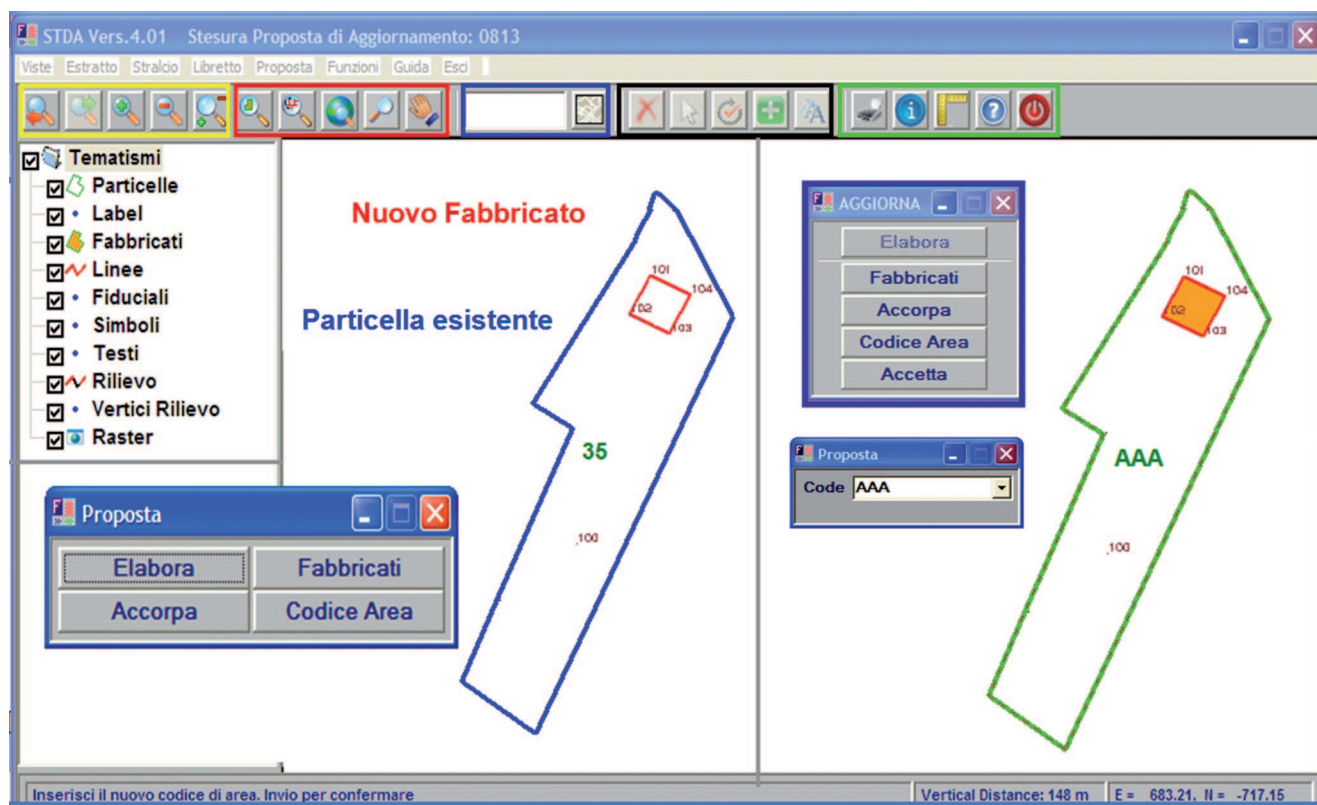 STDA Vers.4.01 Stesura Proposta di Aggiornamento: 0813
Viste Estratto Stralcio Libretto Proposta Funzioni Guida Esci
Tematismi
Particelle
Label
Fabbricati
Linee
Fiduciali
Simboli
Testi
Rilievo
Vertici Rilievo
Raster
Proposta
Elabora Fabbricati
Accorpa Codice Area
Nuovo Fabbricato
Particella esistente
101
104
102
103
35
100
AGGIORNA
Elabora
Fabbricati
Accorpa
Codice Area
Accetta
Proposta
Code AAA
101
104
102
103
AAA
100
Inserisci il nuovo codice di area. Invio per confermare Vertical Distance: 148 m E = 683.21, N = -717.15